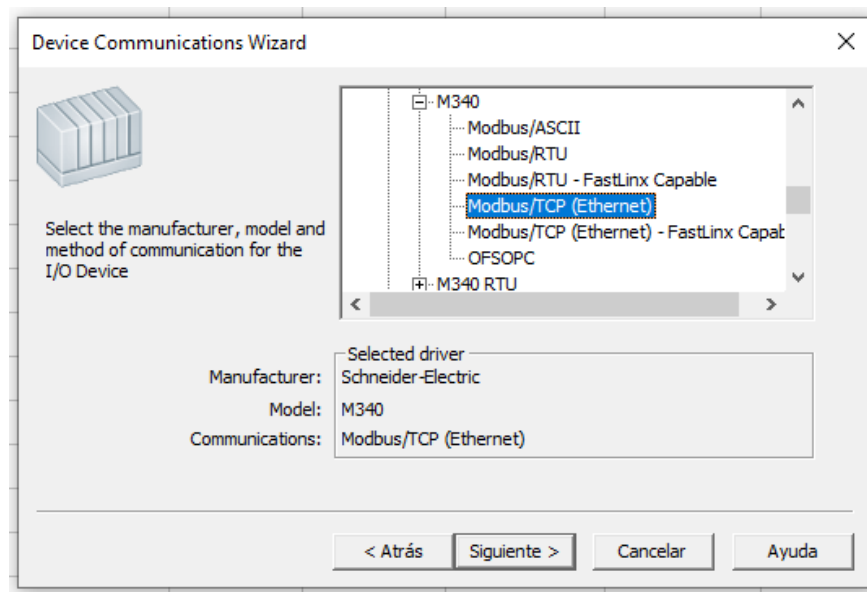 Device Communications Wizard
M340
Modbus/ASCII
Modbus/RTU
Modbus/RTU - FastLinx Capable
Modbus/TCP (Ethernet)
Modbus/TCP (Ethernet) - FastLinx Capab
OFSOPC
M340 RTU
Select the manufacturer, model and
method of communication for the
I/O Device
Selected driver
Manufacturer: Schneider-Electric
Model: M340
Communications: Modbus/TCP (Ethernet)
< Atrás Siguiente > Cancelar Ayuda